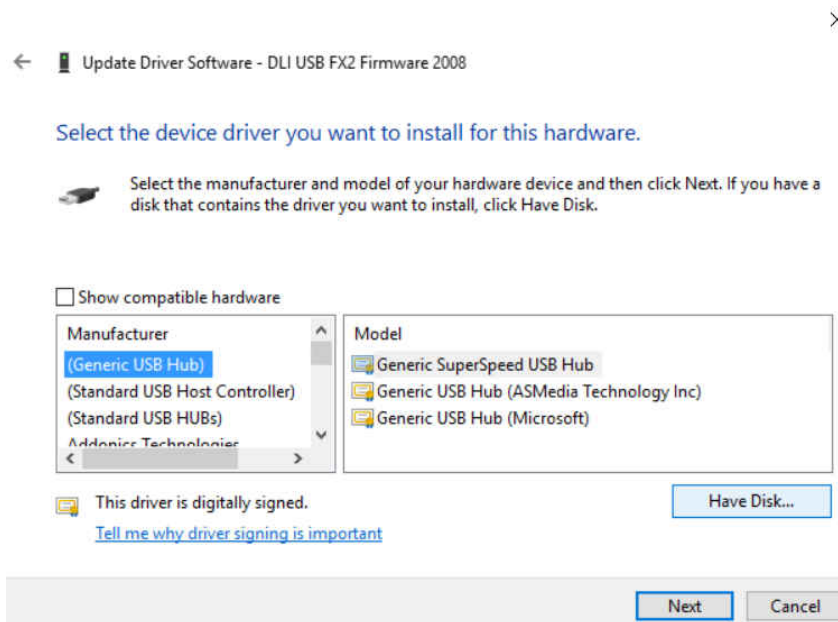 Update Driver Software - DLI USB FX2 Firmware 2008
Select the device driver you want to install for this hardware.
Select the manufacturer and model of your hardware device and then click Next. If you have a
disk that contains the driver you want to install, click Have Disk.
Show compatible hardware
Manufacturer
(Generic USB Hub)
(Standard USB Host Controller)
(Standard USB HUBs)
Addonics Technologies
Model
Generic SuperSpeed USB Hub
Generic USB Hub (ASMedia Technology Inc)
Generic USB Hub (Microsoft)
This driver is digitally signed.
Have Disk...
Tell me why driver signing is important
Next
Cancel